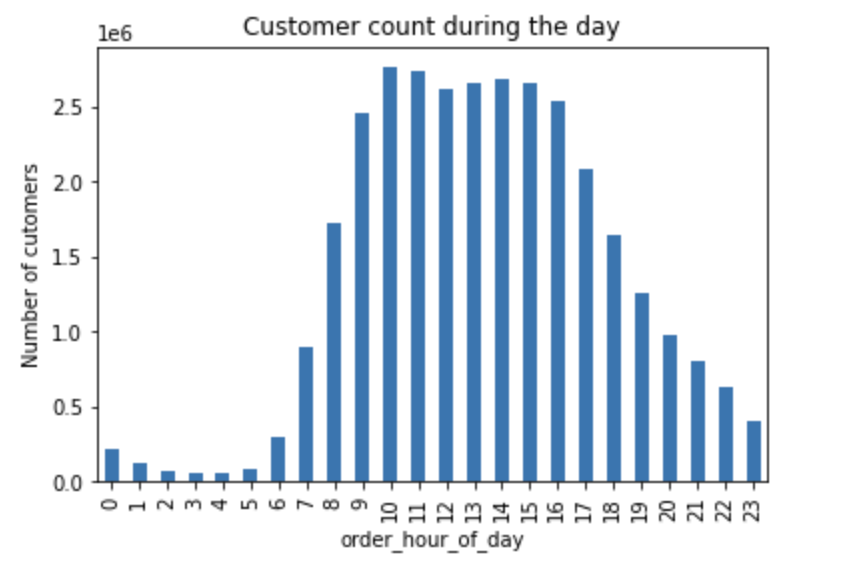 Customer count during the day
1e6
Number of cutomers
2.5
2.0
1.5
1.0
0.5
0.0
0 1 2 3 4 5 6 7 8 9 10 11 12 13 14 15 16 17 18 19 20 21 22 23
order_hour_of_day